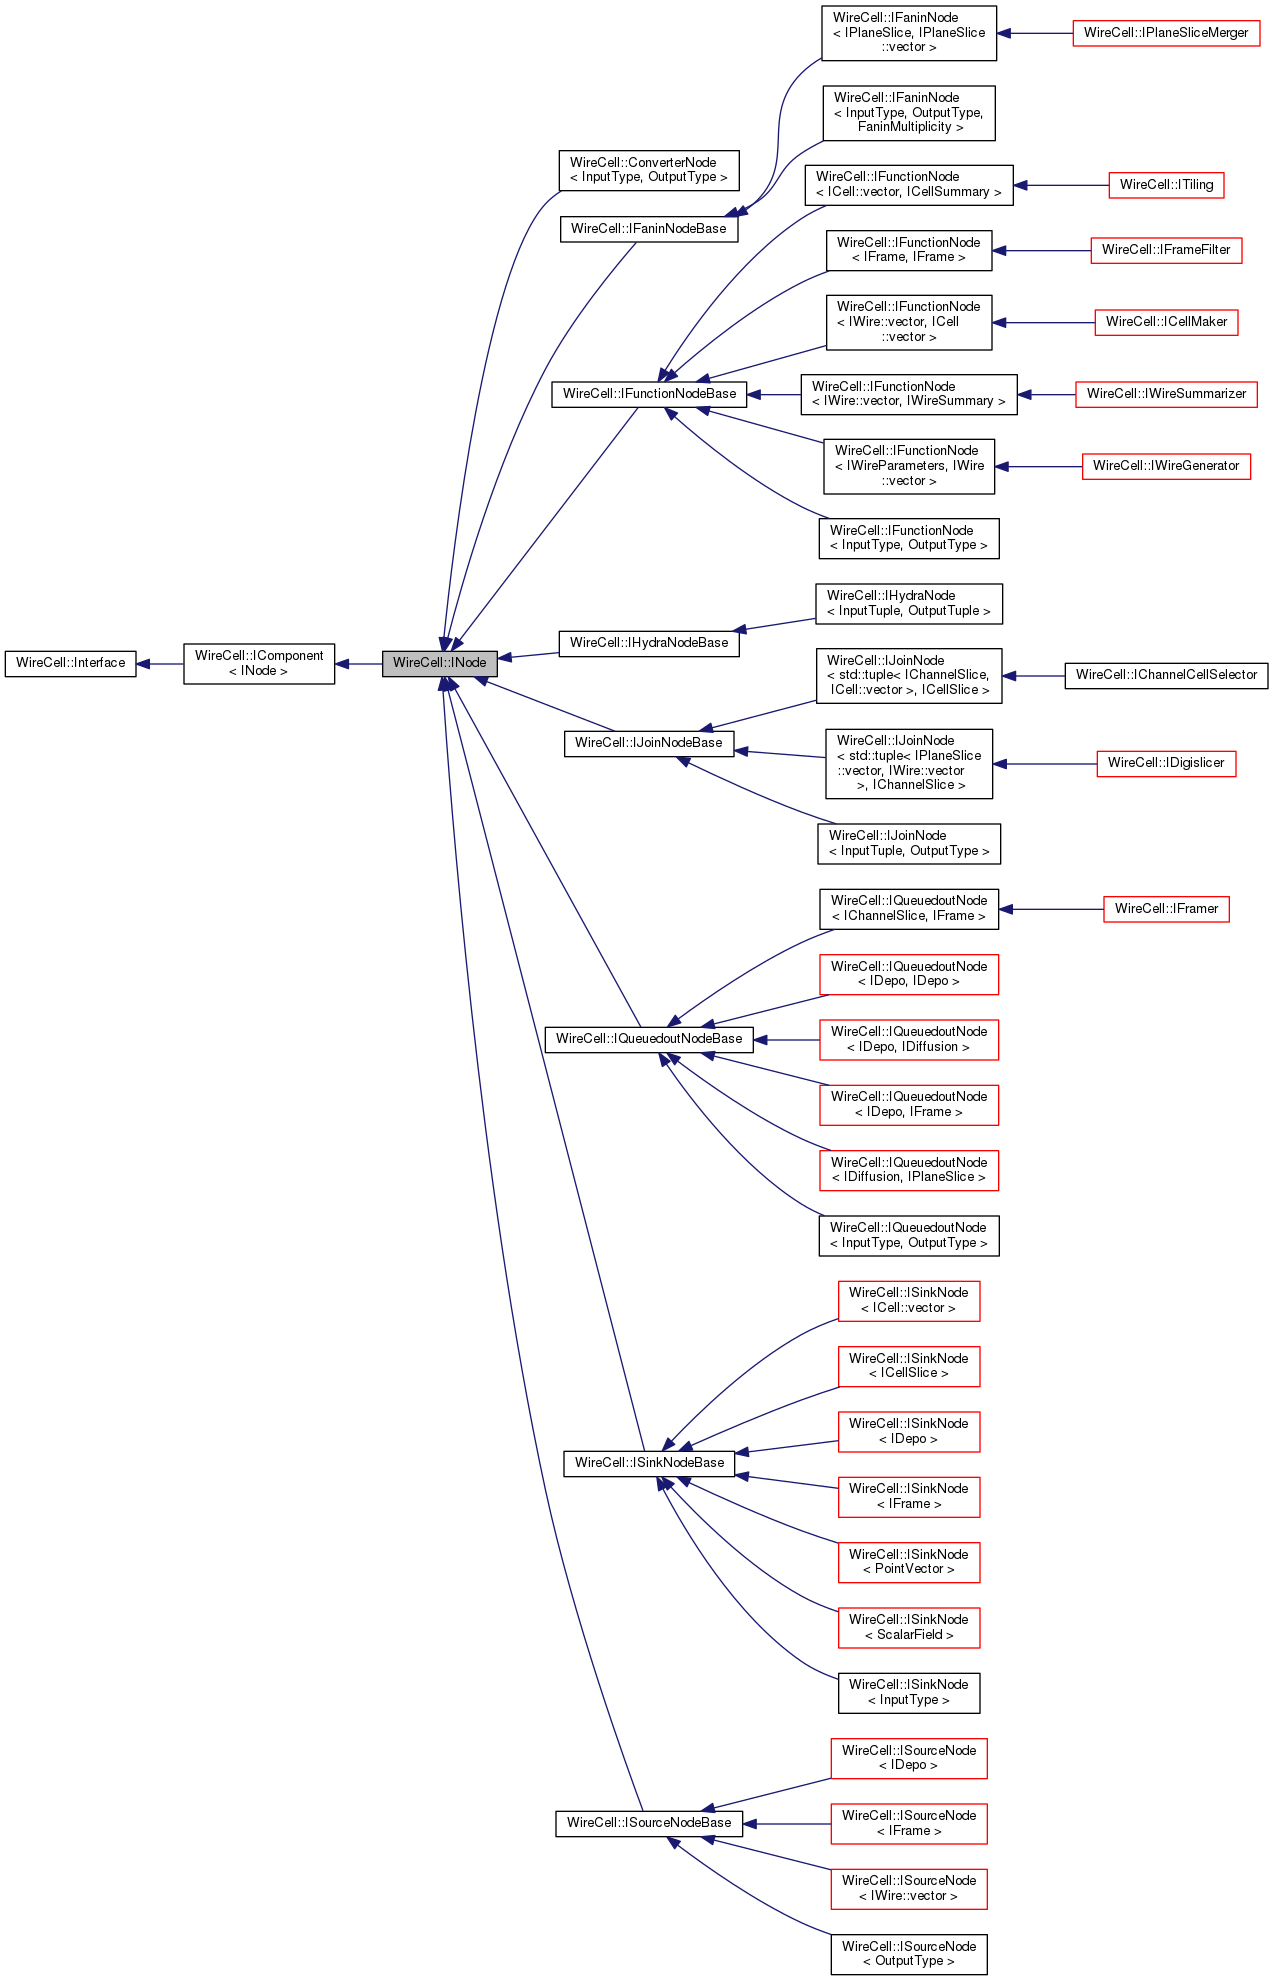 WireCell::Interface
WireCell::IComponent
< INode >
WireCell::INode
WireCell::ConverterNode
< InputType, OutputType >
WireCell::IFaninNodeBase
WireCell::IFaninNode
< IPlaneSlice, IPlaneSlice
::vector >
WireCell::IPlaneSliceMerger
WireCell::IFaninNode
< InputType, OutputType,
FaninMultiplicity >
WireCell::IFunctionNodeBase
WireCell::IFunctionNode
< ICell::vector, ICellSummary >
WireCell::ITiling
WireCell::IFunctionNode
< IFrame, IFrame >
WireCell::IFrameFilter
WireCell::IFunctionNode
< IWire::vector, ICell
::vector >
WireCell::ICellMaker
WireCell::IFunctionNode
< IWire::vector, IWireSummary >
WireCell::IWireSummarizer
WireCell::IFunctionNode
< IWireParameters, IWire
::vector >
WireCell::IWireGenerator
WireCell::IFunctionNode
< InputType, OutputType >
WireCell::IHydraNodeBase
WireCell::IHydraNode
< InputTuple, OutputTuple >
WireCell::IJoinNodeBase
WireCell::IJoinNode
< std::tuple< IChannelSlice,
ICell::vector >, ICellSlice >
WireCell::IChannelCellSelector
WireCell::IJoinNode
< std::tuple< IPlaneSlice
::vector, IWire::vector
>, IChannelSlice >
WireCell::IDigislicer
WireCell::IJoinNode
< InputTuple, OutputType >
WireCell::IQueuedoutNodeBase
WireCell::IQueuedoutNode
< IChannelSlice, IFrame >
WireCell::IFramer
WireCell::IQueuedoutNode
< IDepo, IDepo >
WireCell::IQueuedoutNode
< IDepo, IDiffusion >
WireCell::IQueuedoutNode
< IDepo, IFrame >
WireCell::IQueuedoutNode
< IDiffusion, IPlaneSlice >
WireCell::IQueuedoutNode
< InputType, OutputType >
WireCell::ISinkNodeBase
WireCell::ISinkNode
< ICell::vector >
WireCell::ISinkNode
< ICellSlice >
WireCell::ISinkNode
< IDepo >
WireCell::ISinkNode
< IFrame >
WireCell::ISinkNode
< PointVector >
WireCell::ISinkNode
< ScalarField >
WireCell::ISinkNode
< InputType >
WireCell::ISourceNodeBase
WireCell::ISourceNode
< IDepo >
WireCell::ISourceNode
< IFrame >
WireCell::ISourceNode
< IWire::vector >
WireCell::ISourceNode
< OutputType >